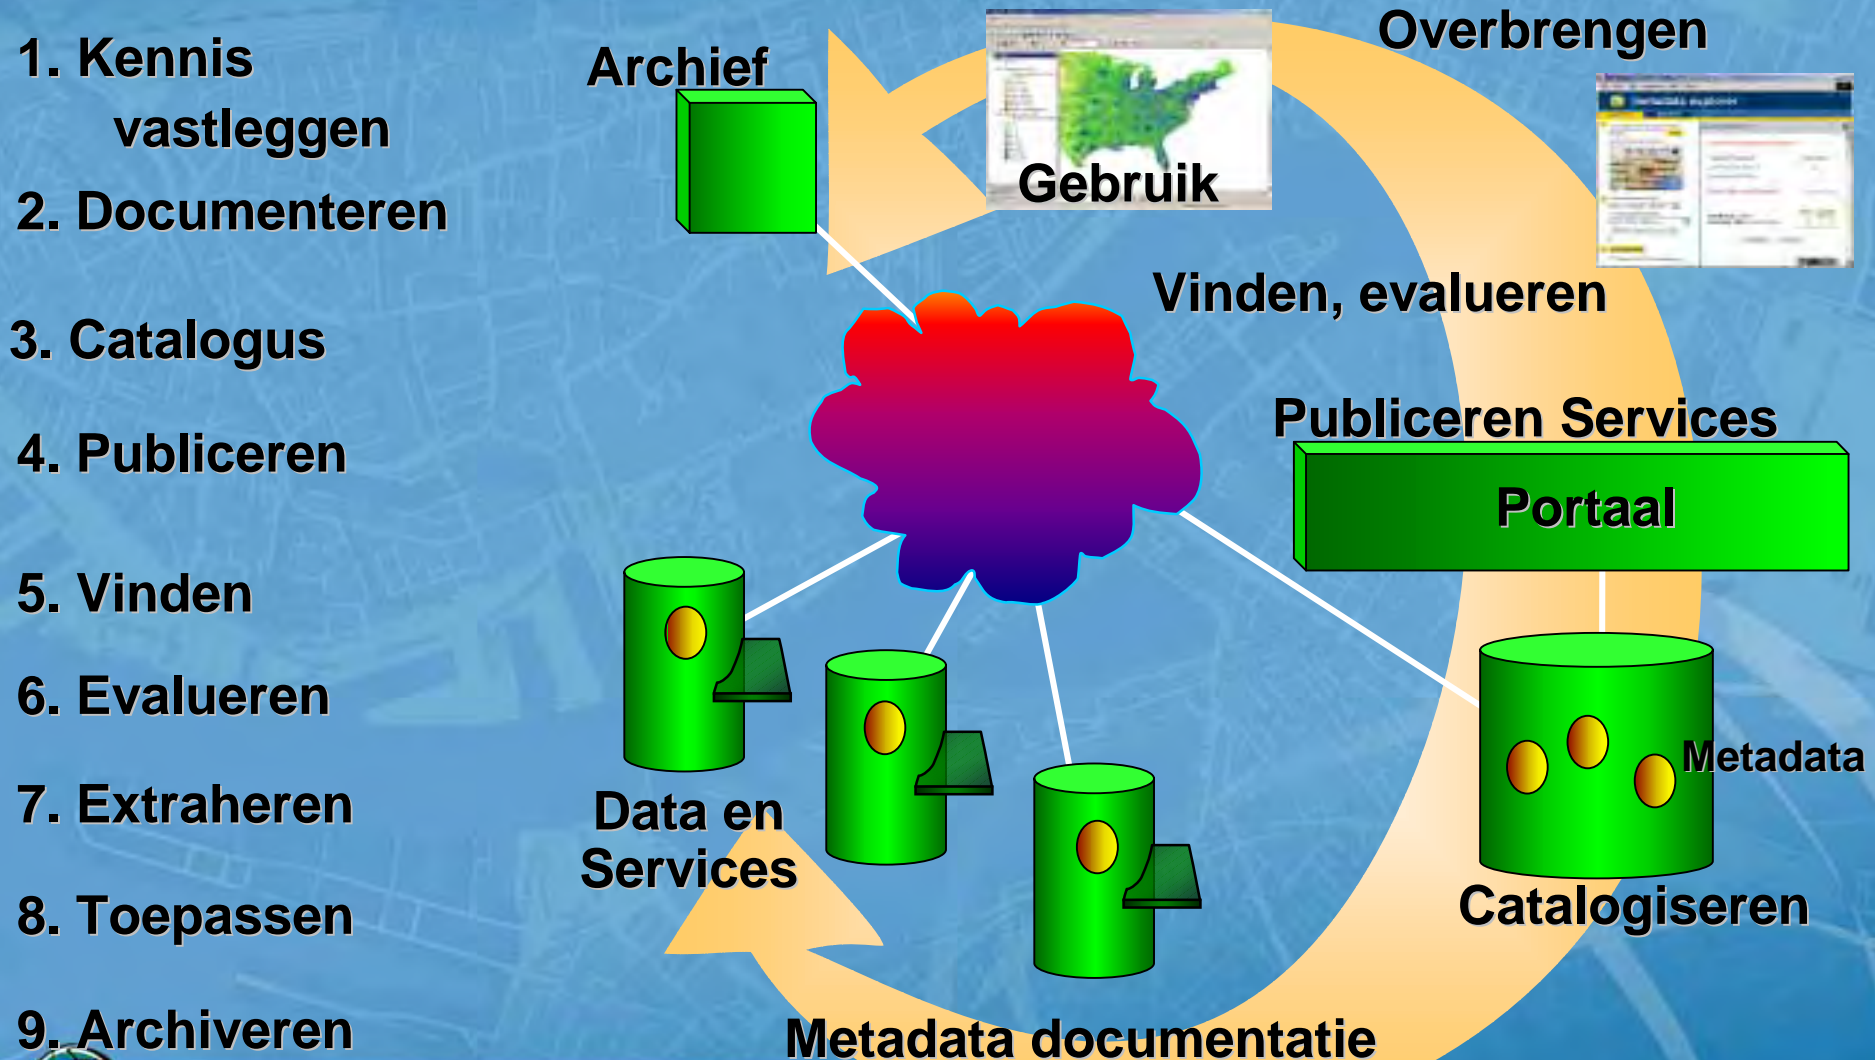 1. Kennis
vastleggen
2. Documenteren
3. Catalogus
4. Publiceren
5. Vinden
6. Evalueren
7. Extraheren
8. Toepassen
9. Archiveren
Archief
Gebruik
Overbrengen
Vinden, evalueren
Publiceren Services
Portaal
Metadata
Catalogiseren
Data en
Services
Metadata documentatie